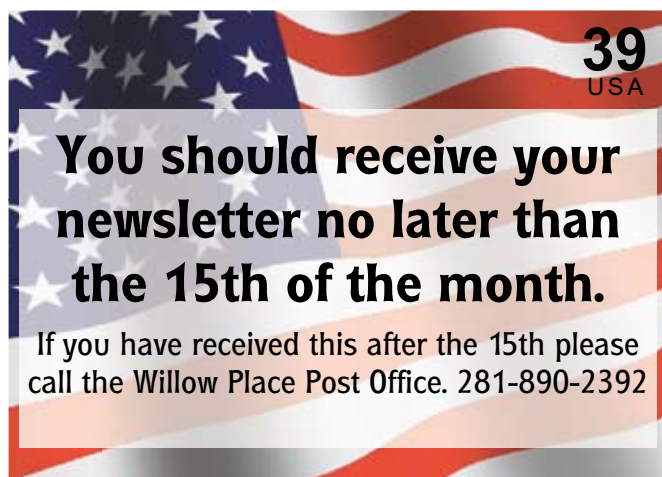 39
USA
You should receive your
newsletter no later than
the 15th of the month.
If you have received this after the 15th please
call the Willow Place Post Office. 281-890-2392